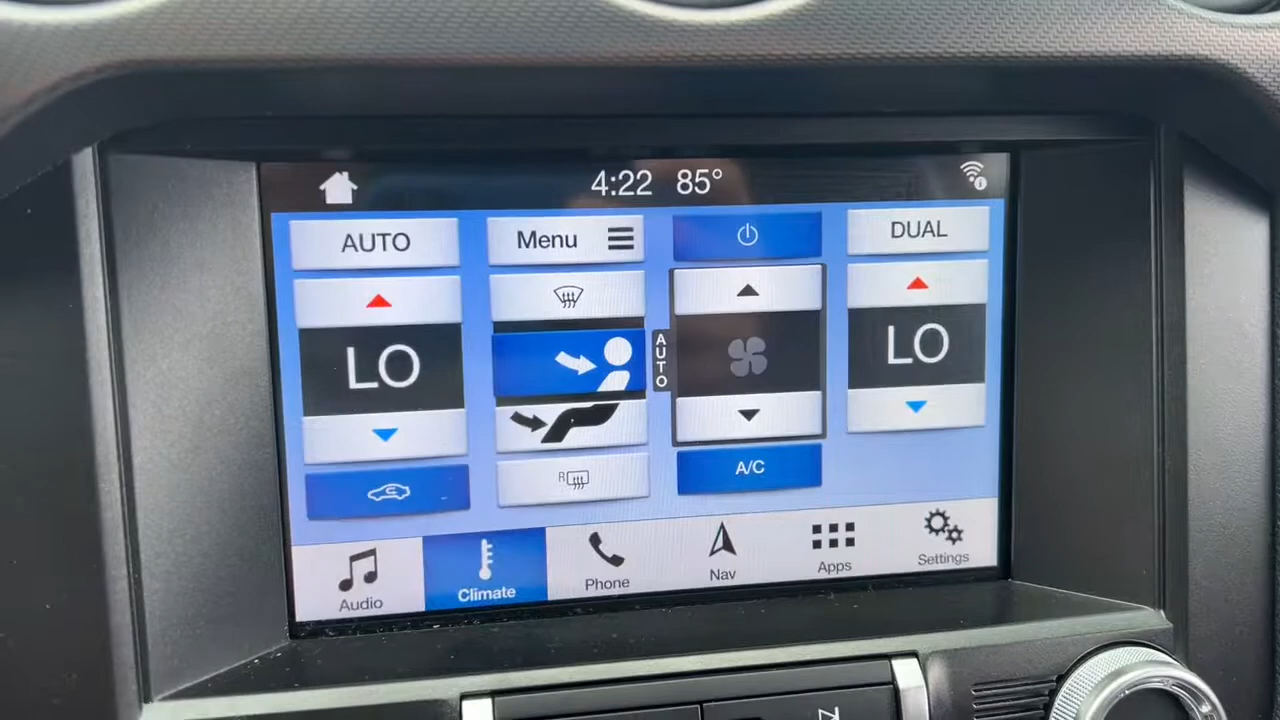 4:22 85°
AUTO
Menu
DUAL
LO
AUTO
LO
R
A/C
Audio
Climate
Phone
Nav
Apps
Settings